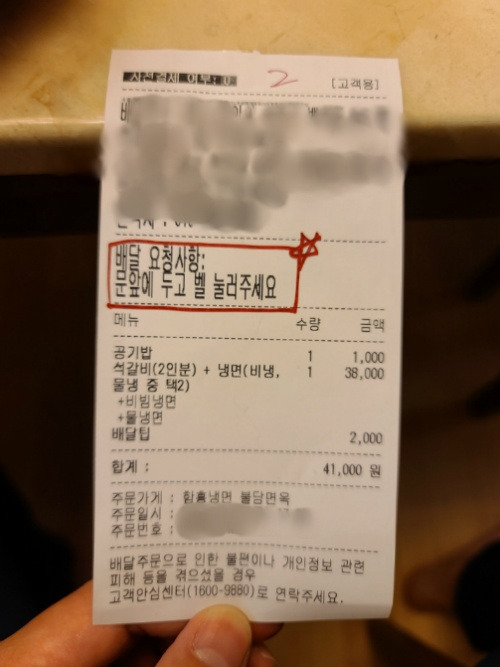 사전결제 여부: O
2
[고객용]
배달 요청사항:
문앞에 두고 벨 눌러주세요
메뉴 수량 금액
공기밥 1 1,000
석갈비(2인분) + 냉면(비냉, 1 38,000
물냉 중 택2)
+비빔냉면
+물냉면
배달팁 2,000
합계 : 41,000 원
주문가게 : 함흥냉면 불당면옥
주문일시 :
주문번호 :
배달주문으로 인한 불편이나 개인정보 관련
피해 등을 겪으셨을 경우
고객안심센터(1600-9880)로 연락주세요.